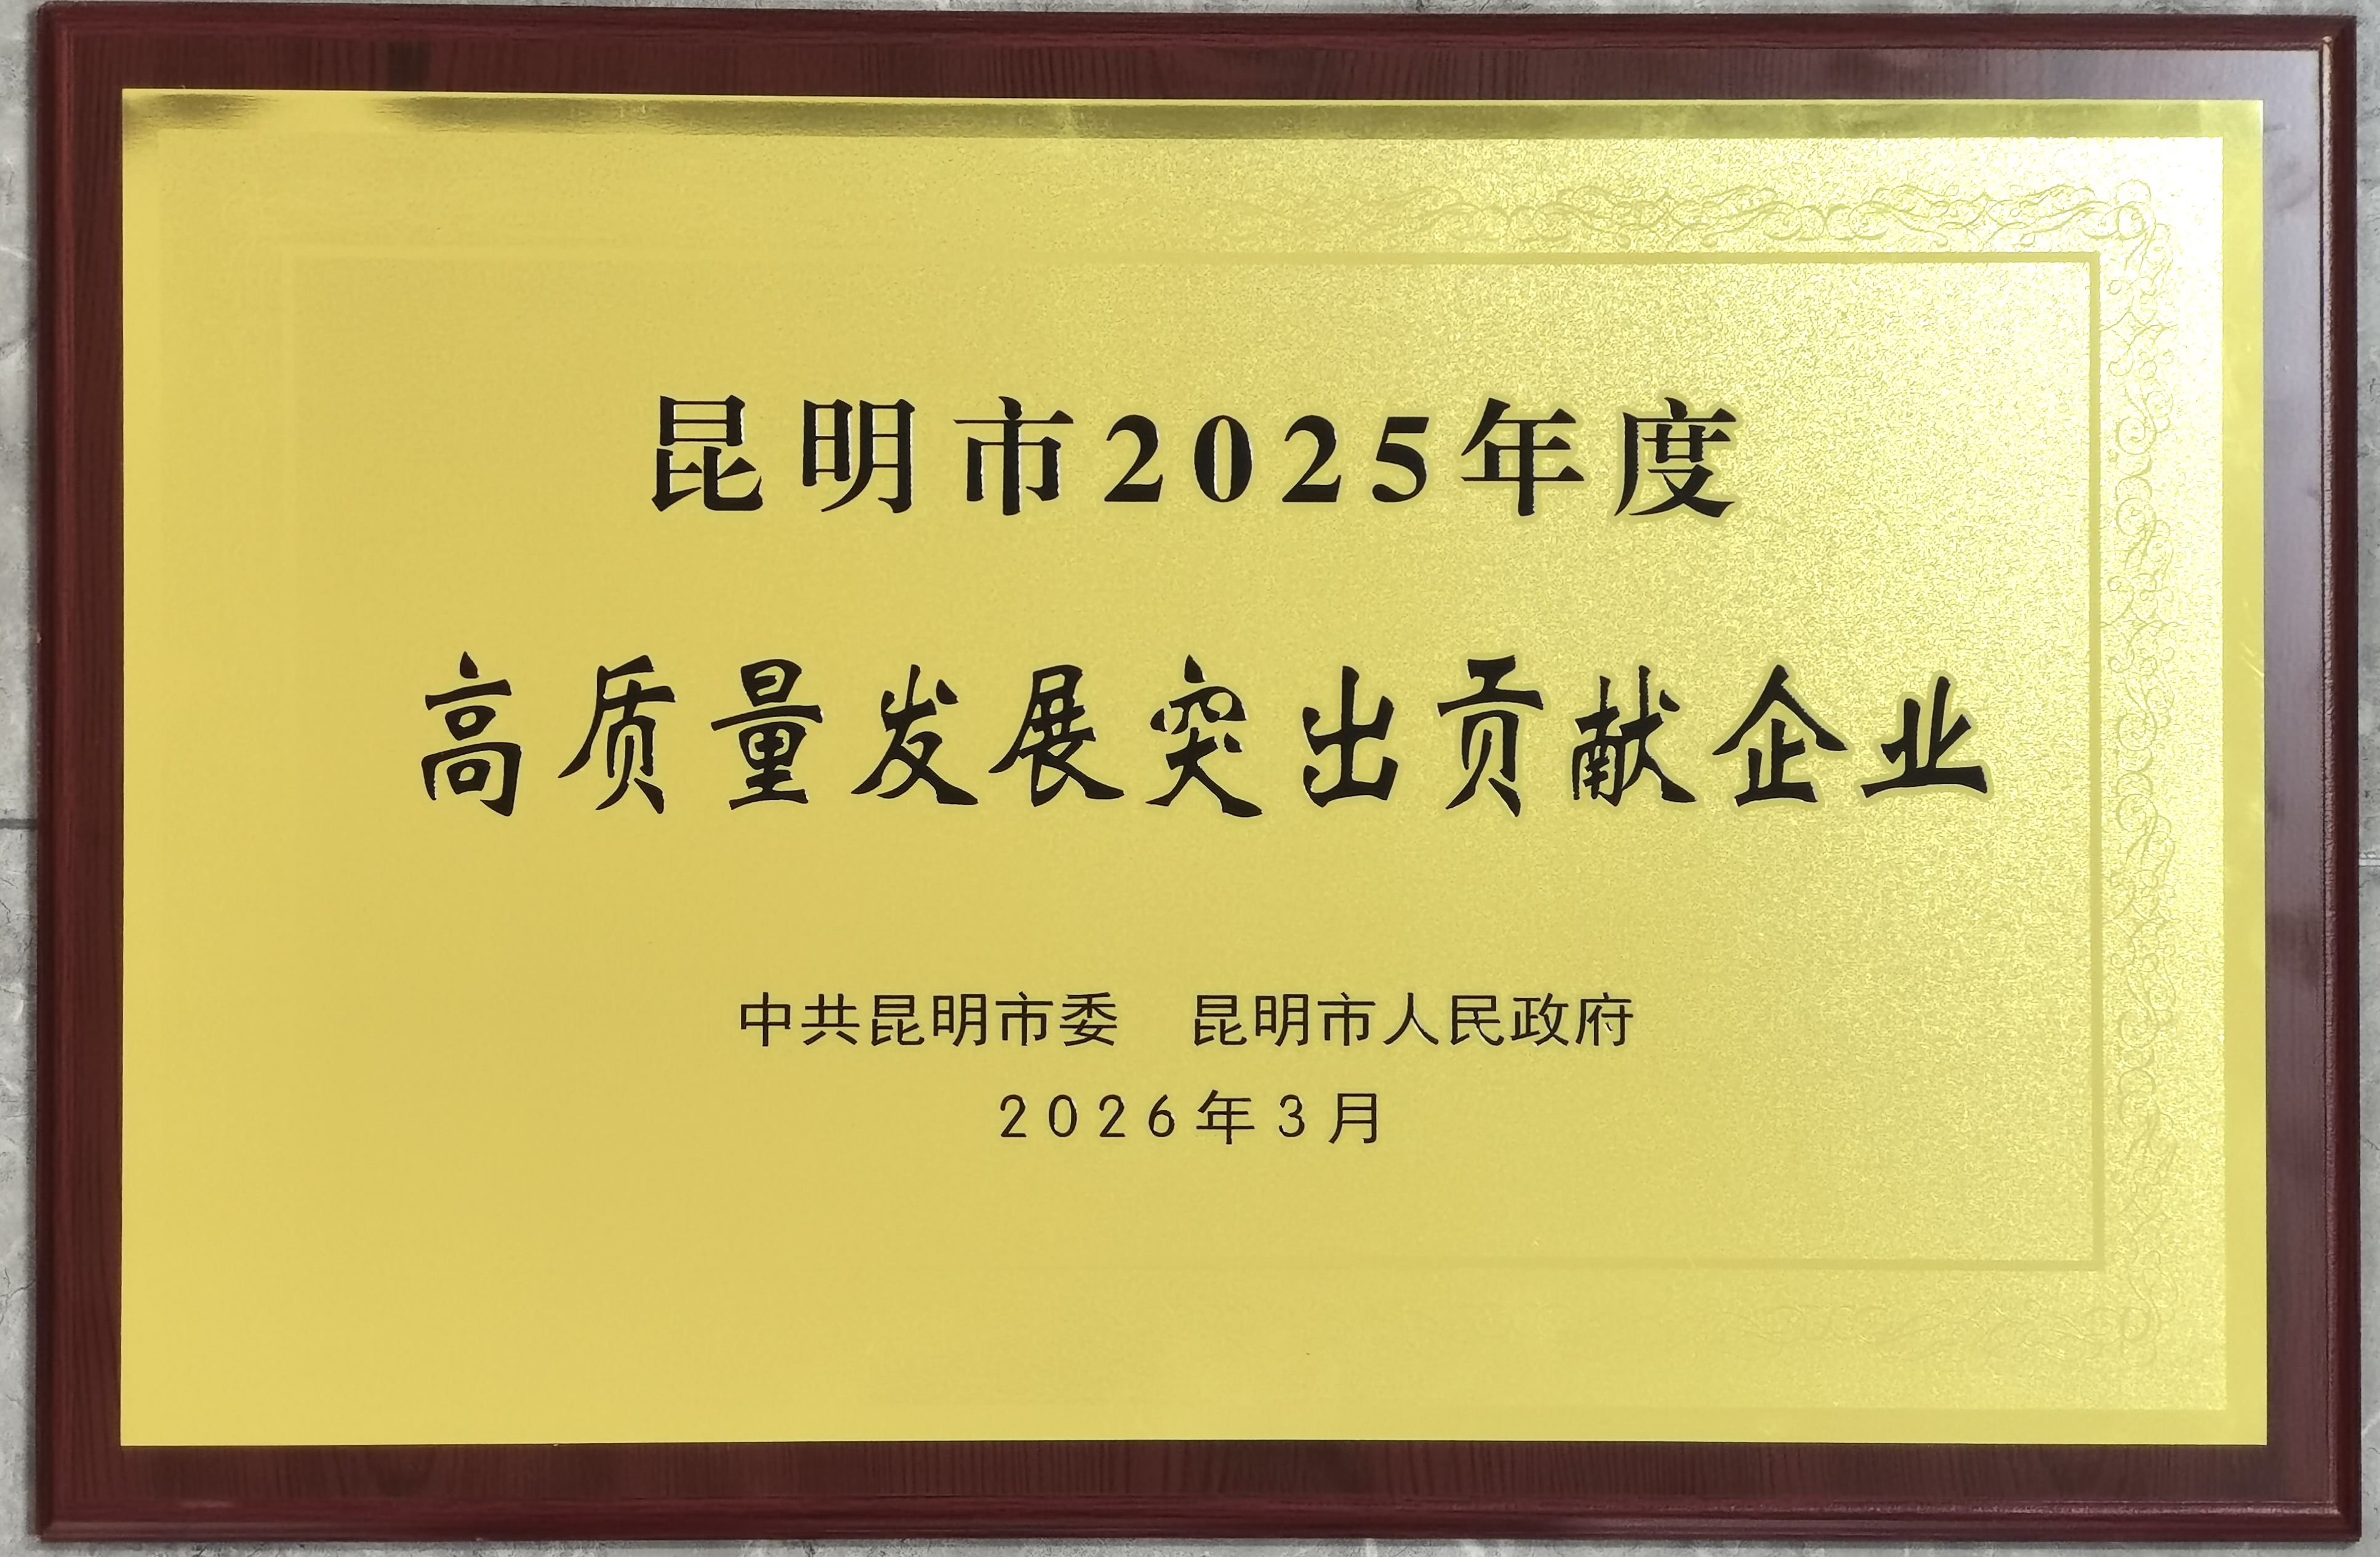 昆明市2025年度
高质量发展突出贡献企业
中共昆明市委　昆明市人民政府
2026年3月